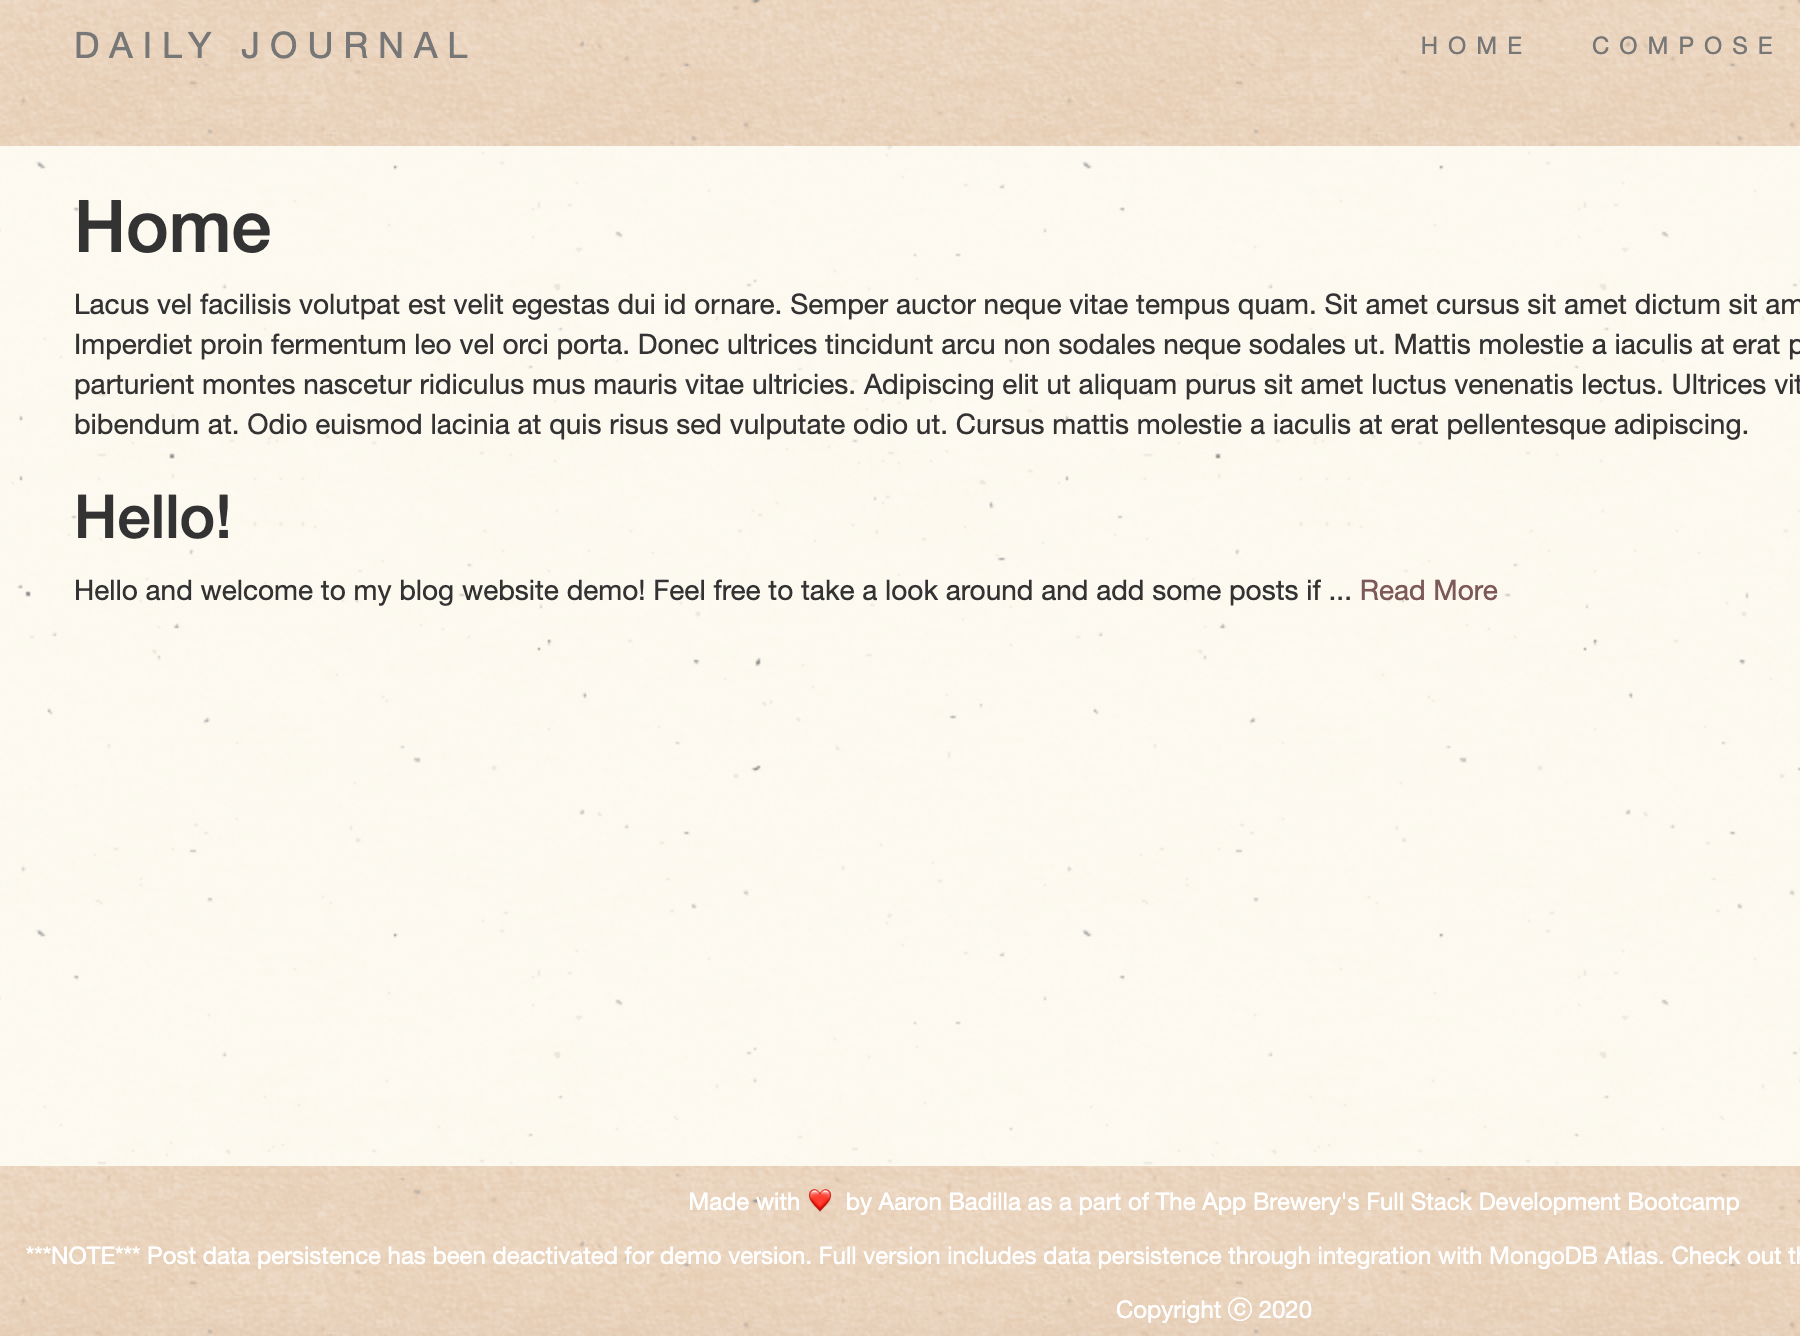 DAILY JOURNAL
HOME COMPOSE
Home
Lacus vel facilisis volutpat est velit egestas dui id ornare. Semper auctor neque vitae tempus quam. Sit amet cursus sit amet dictum sit am
Imperdiet proin fermentum leo vel orci porta. Donec ultrices tincidunt arcu non sodales neque sodales ut. Mattis molestie a iaculis at erat p
parturient montes nascetur ridiculus mus mauris vitae ultricies. Adipiscing elit ut aliquam purus sit amet luctus venenatis lectus. Ultrices vit
bibendum at. Odio euismod lacinia at quis risus sed vulputate odio ut. Cursus mattis molestie a iaculis at erat pellentesque adipiscing.
Hello!
Hello and welcome to my blog website demo! Feel free to take a look around and add some posts if ... Read More
Made with ❤️ by Aaron Badilla as a part of The App Brewery's Full Stack Development Bootcamp
***NOTE*** Post data persistence has been deactivated for demo version. Full version includes data persistence through integration with MongoDB Atlas. Check out th
Copyright ⓒ 2020